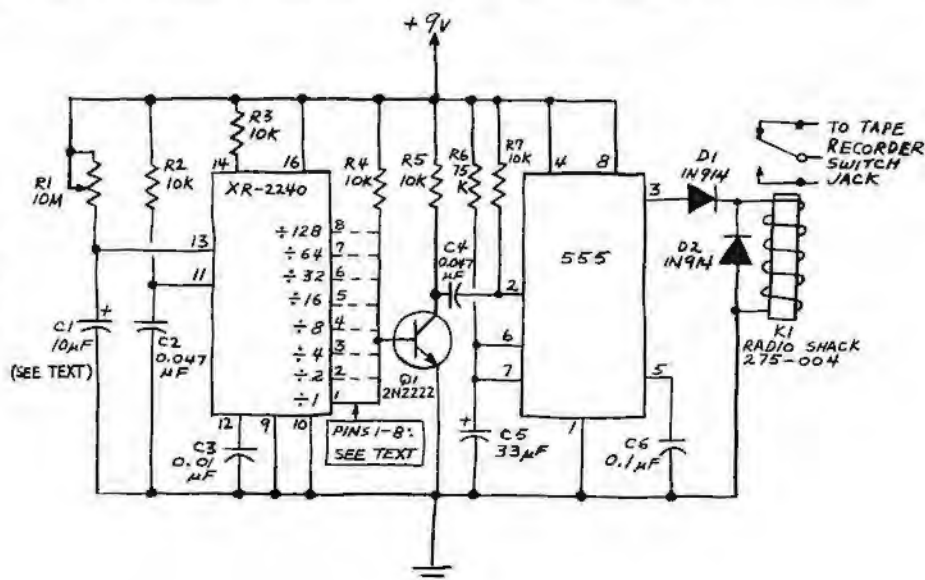 +9V
R1
10M
R2
10K
R3
10K
R4
10K
R5
10K
R6
75
K
R7
10K
14
16
XR-2240
13
11
÷128
8
÷64
7
÷32
6
÷16
5
÷8
4
÷4
3
÷2
2
÷1
1
12
9
10
C1
+
10µF
(SEE TEXT)
C2
0.047
µF
C3
0.01
µF
PINS 1-8:
SEE TEXT
C4
0.047
µF
Q1
2N2222
4
8
3
555
2
6
7
5
1
+
C5
33µF
C6
0.1µF
D1
1N914
D2
1N914
TO TAPE
RECORDER
SWITCH
JACK
K1
RADIO SHACK
275-004